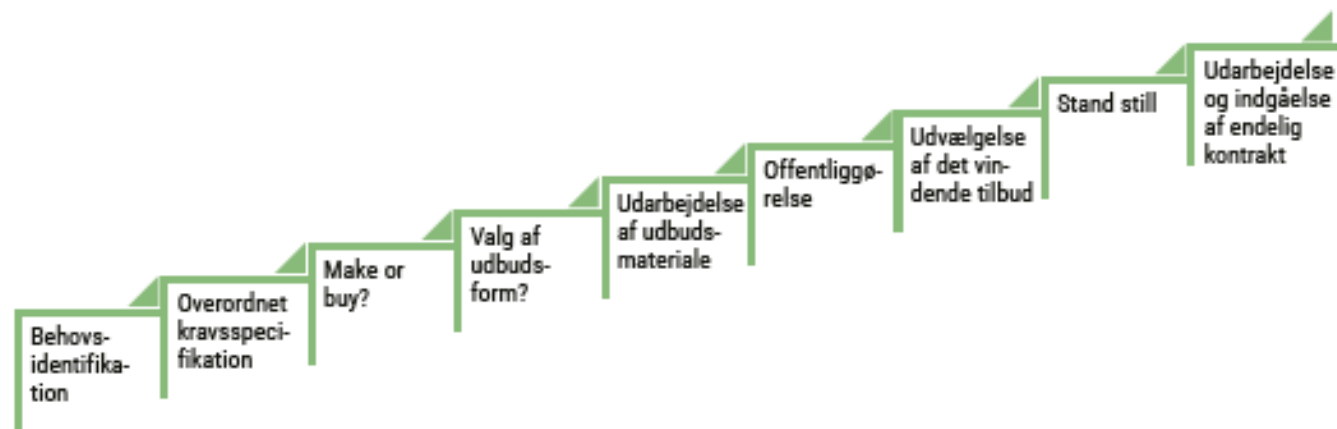 Behovs-
identifika-
tion
Overordnet
kravsspeci-
fikation
Make or
buy?
Valg af
udbuds-
form?
Udarbejdelse
af udbuds-
materiale
Offentliggø-
relse
Udvælgelse
af det vin-
dende tilbud
Stand still
Udarbejdelse
og indgåelse
af endelig
kontrakt